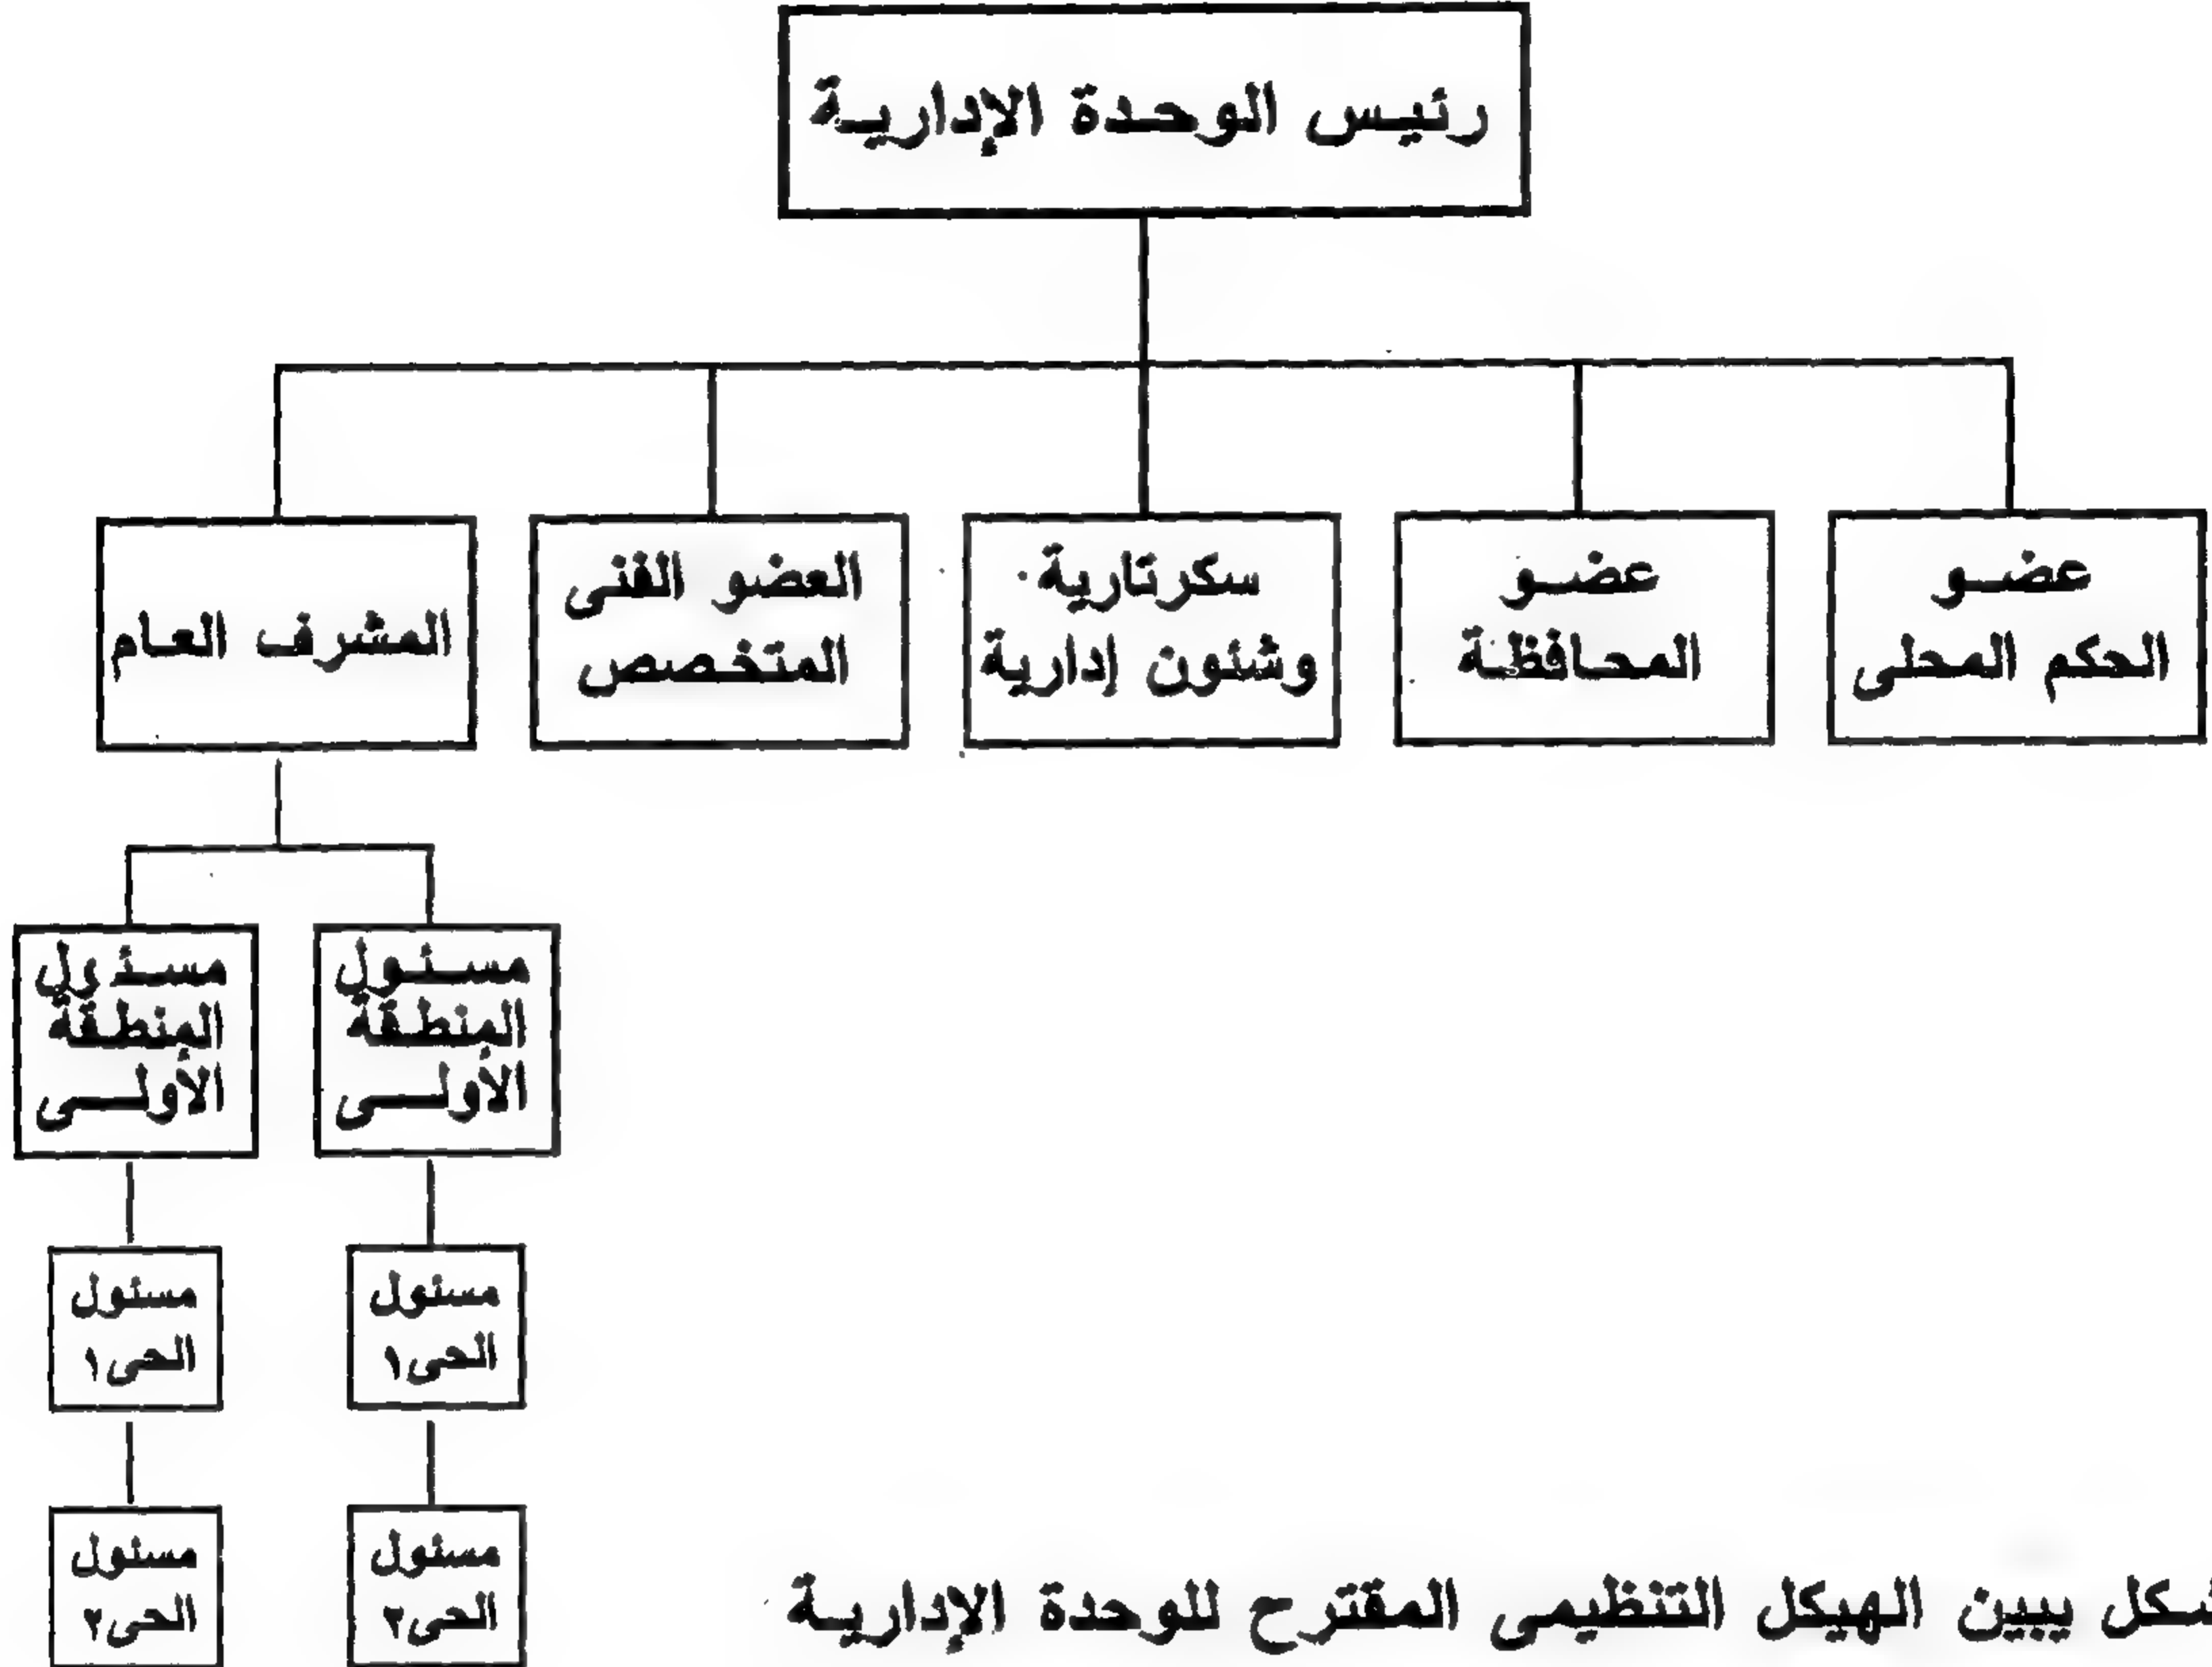 رئيس الوحدة الإدارية
عضو
الحكم المحلى
عضو
المحافظة
سكرتارية
وشئون إدارية
العضو الفنى
المتخصص
المشرف العام
مسئول
المنطقة
الأولى
مسئول
المنطقة
الأولى
مسئول
الحى١
مسئول
الحى١
مسئول
الحى٢
مسئول
الحى٢
شكل يبين الهيكل التنظيمى المقترح للوحدة الإدارية